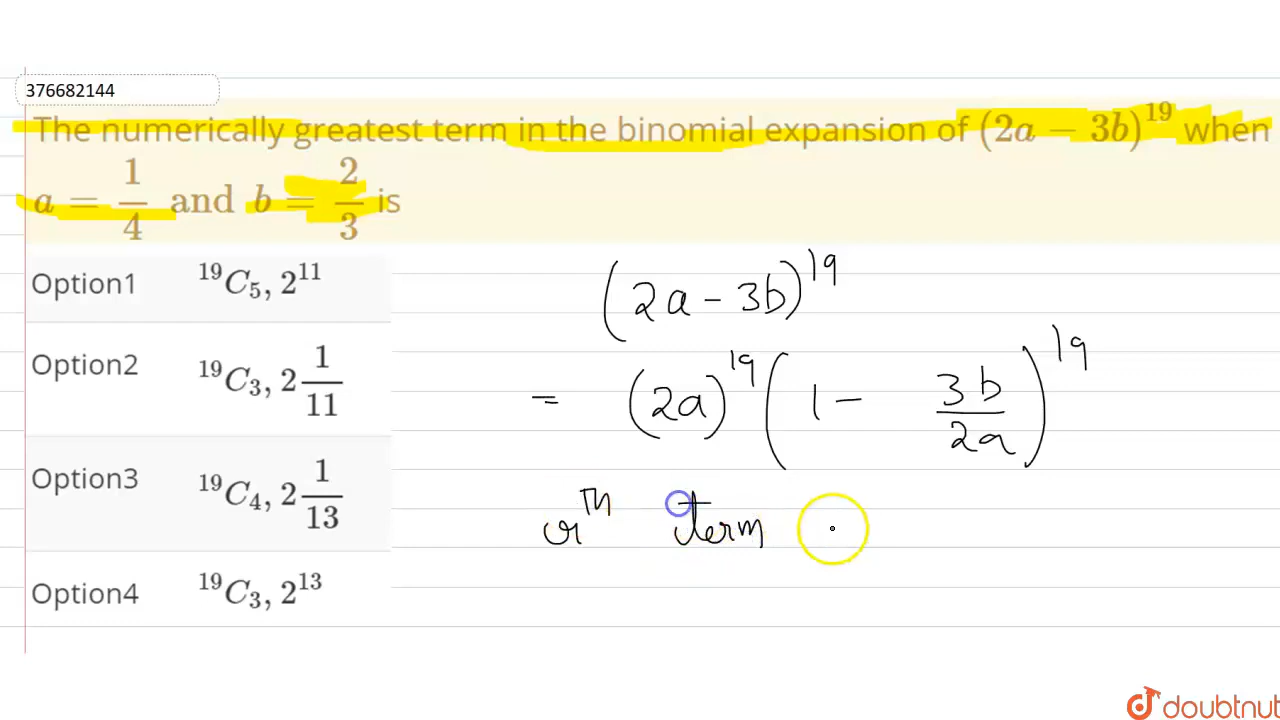 376682144
The numerically greatest term in the binomial expansion of (2a − 3b)^19 when
a = 1/4 and b = 2/3 is
Option1 ^19C_5, 2^11
Option2 ^19C_3, 2 1/11
Option3 ^19C_4, 2 1/13
Option4 ^19C_3, 2^13
(2a − 3b)^19
= (2a)^19 (1 − 3b/2a)^19
r^th term
doubtnut